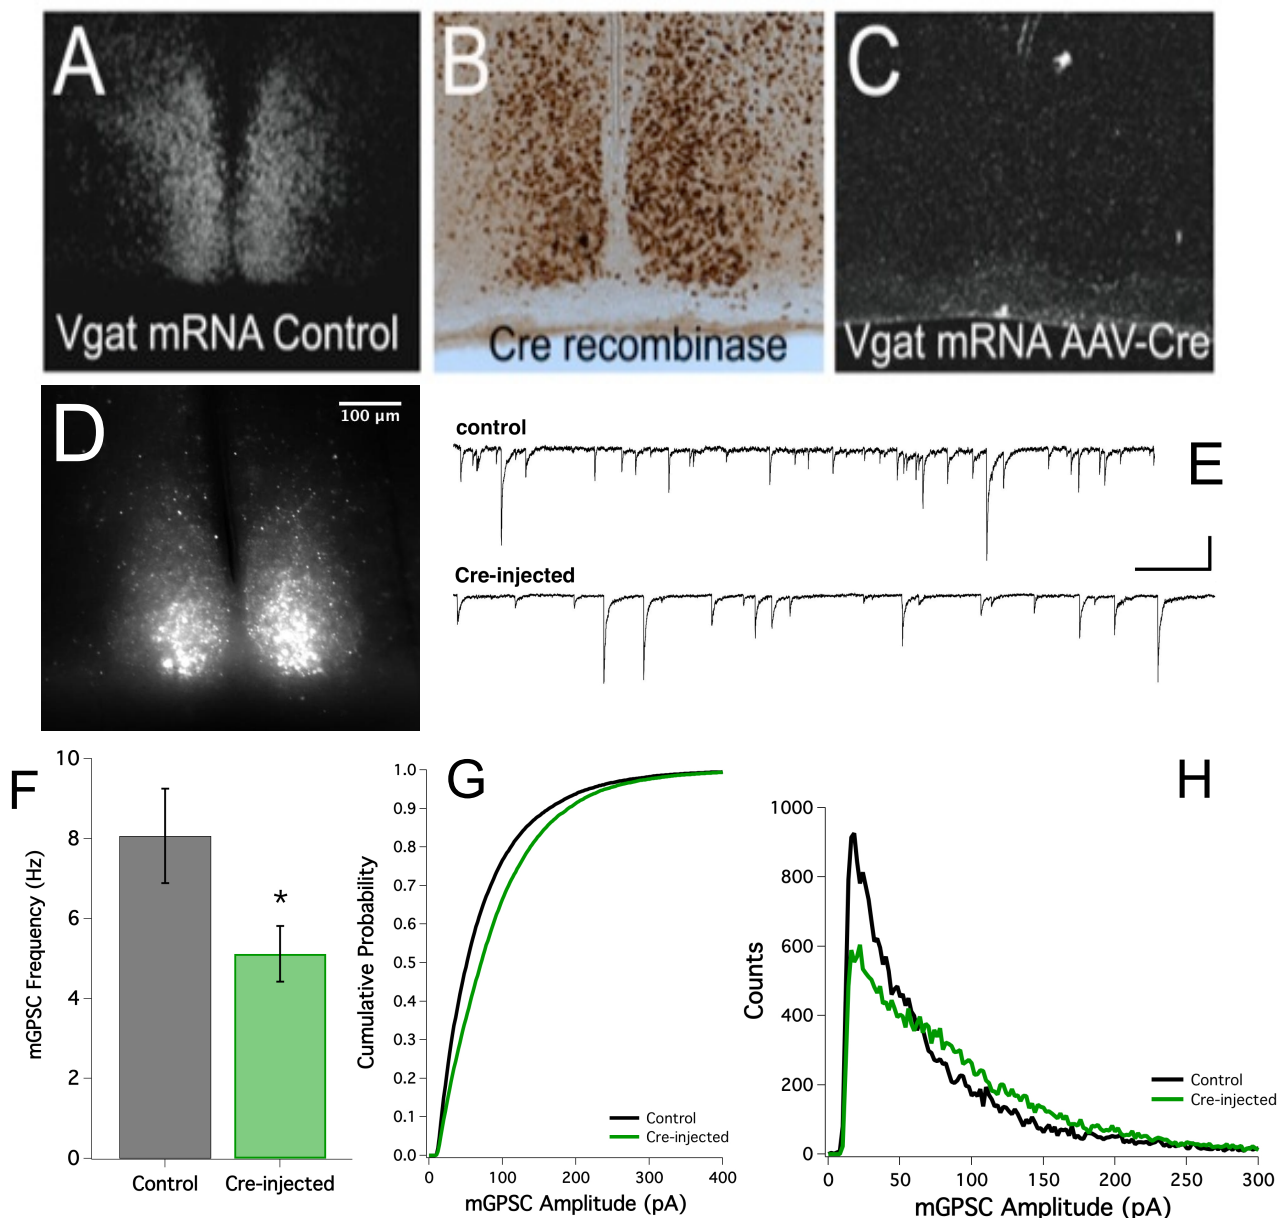 A
Vgat mRNA Control
B
Cre recombinase
C
Vgat mRNA AAV-Cre
D
100 μm
control
E
Cre-injected
F
mGPSC Frequency (Hz)
10
8
6
4
2
0
*
Control
Cre-injected
G
Cumulative Probability
1.0
0.9
0.8
0.7
0.6
0.5
0.4
0.3
0.2
0.1
0.0
Control
Cre-injected
0 100 200 300 400
mGPSC Amplitude (pA)
H
Counts
1000
800
600
400
200
0
Control
Cre-injected
0 50 100 150 200 250 300
mGPSC Amplitude (pA)